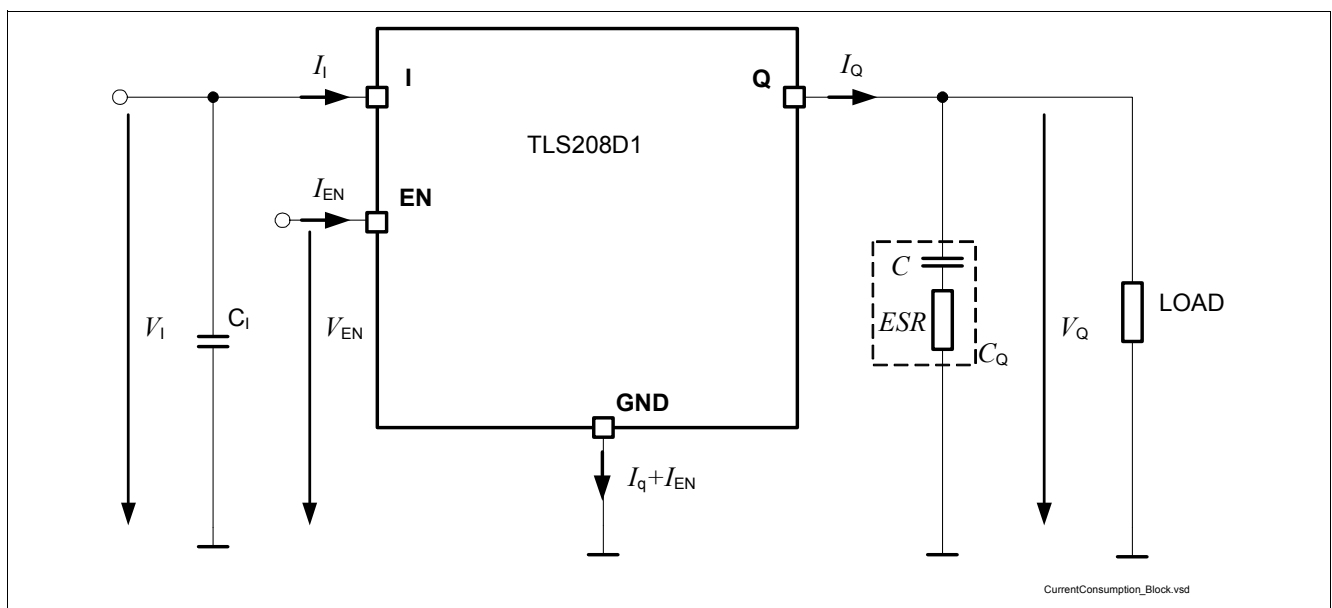 I_I
I
Q
I_Q
TLS208D1
I_EN
EN
V_I
C_I
V_EN
C
ESR
C_Q
V_Q
LOAD
GND
I_q+I_EN
CurrentConsumption_Block.vsd